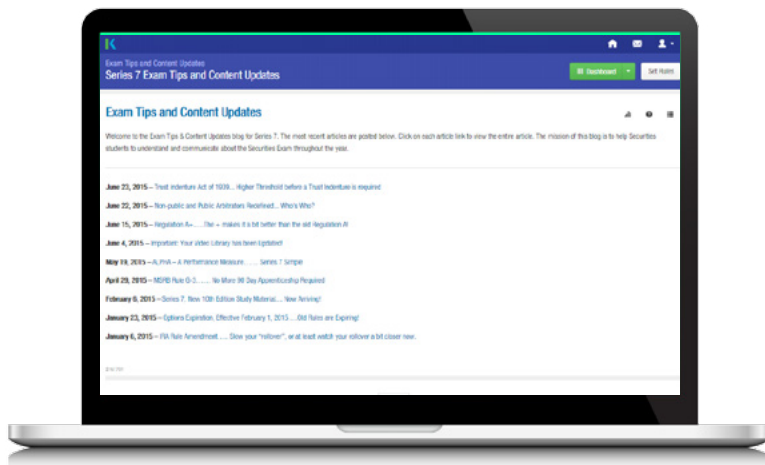 Exam Tips and Content Updates
Series 7 Exam Tips and Content Updates
Dashboard
Exam Tips and Content Updates
Welcome to the Exam Tips & Content Updates blog for Series 7. The most recent articles are posted below. Click on each article link to view the entire article. The mission of this blog is to help Securities
students to understand and communicate about the Securities Exam throughout the year.
June 23, 2015 – Trust Indenture Act of 1939... Higher Threshold before a Trust Indenture is required
June 22, 2015 – Non-public and Public Arbitrators Redefined... Who's Who?
June 15, 2015 – Regulation A+..... The + makes it a bit better than the old Regulation A!
June 4, 2015 – Important: Your Video Library has been Updated!
May 19, 2015 – ALPHA – A Performance Measure....... Series 7 Simple
April 29, 2015 – MSRB Rule G-3........ No More 90 Day Apprenticeship Required
February 6, 2015 – Series 7, New 10th Edition Study Material... Now Arriving!
January 23, 2015 – Options Expiration, Effective February 1, 2015.....Old Rules are Expiring!
January 6, 2015 – IRA Rule Amendment..... Slow your "rollover", or at least watch your rollover a bit closer now.